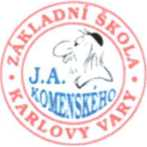 ZÁKLADNÍ ŠKOLA
J.A.
KOMENSKÉHO
KARLOVY VARY